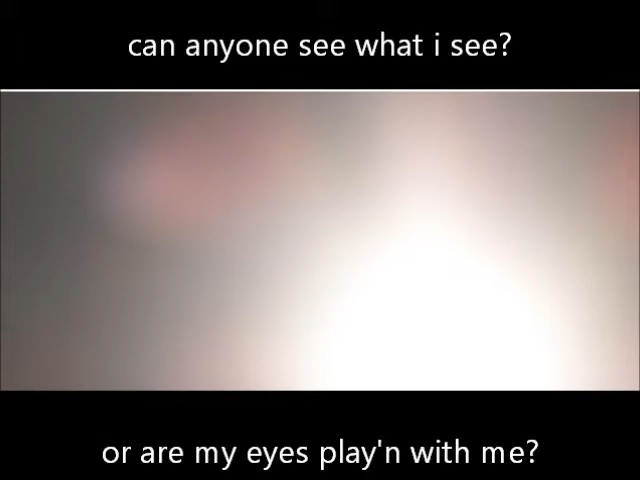 can anyone see what i see?
or are my eyes play'n with me?